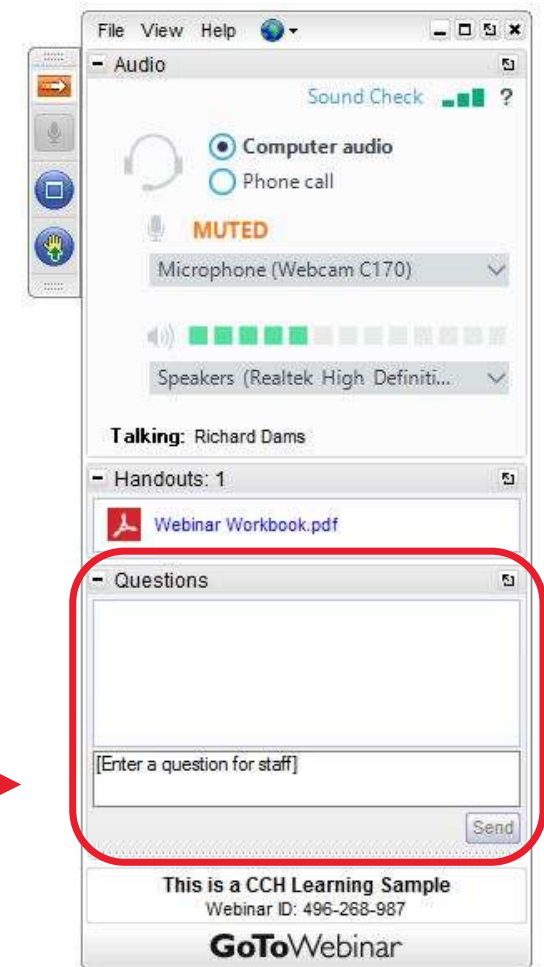 File View Help
Audio
Sound Check ?
Computer audio
Phone call
MUTED
Microphone (Webcam C170)
Speakers (Realtek High Definiti...
Talking: Richard Dams
Handouts: 1
Webinar Workbook.pdf
Questions
[Enter a question for staff]
Send
This is a CCH Learning Sample
Webinar ID: 496-268-987
GoToWebinar